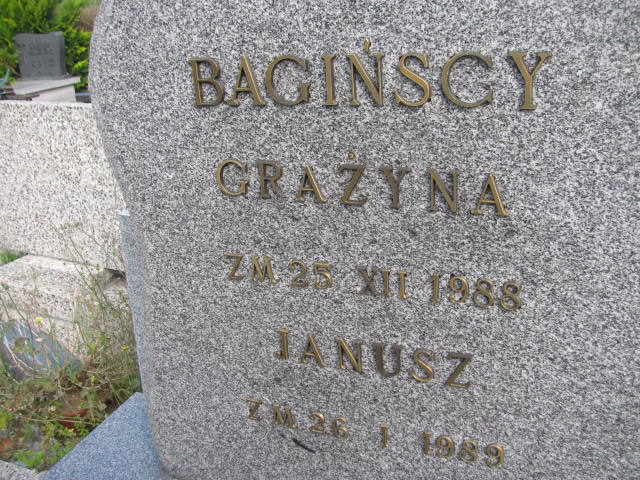 BAGIŃSCY
GRAŻYNA
ZM 25 XII 1988
JANUSZ
ZM. 26 I 1989